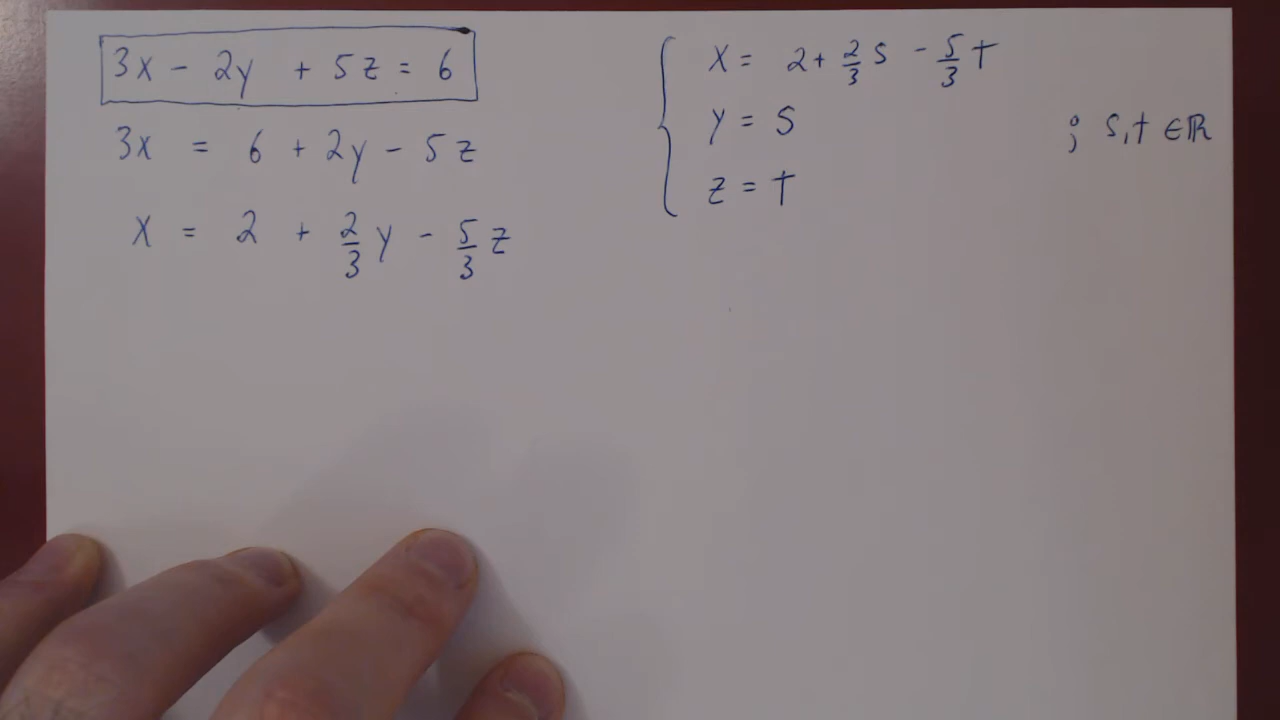 3x - 2y + 5z = 6
3x = 6 + 2y - 5z
x = 2 + 2/3 y - 5/3 z
{ x = 2 + 2/3 s - 5/3 t
y = s
; s,t ∈ ℝ
z = t